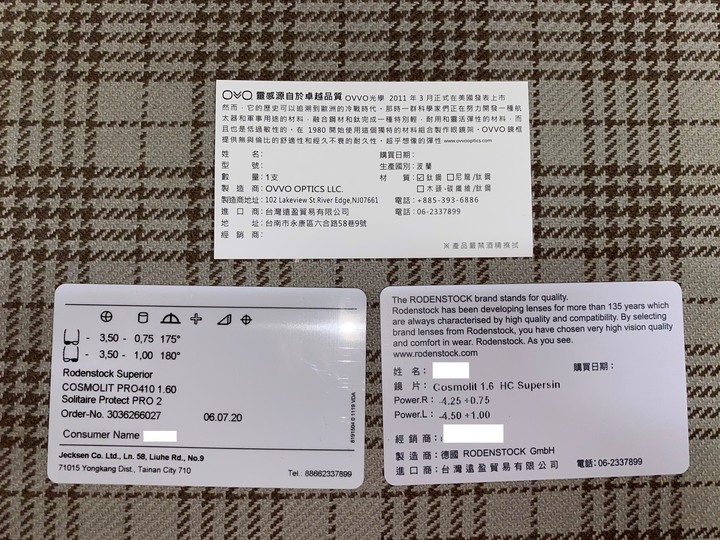 OVVO 靈感源自於卓越品質 OVVO光學 2011 年 3 月正式在美國發表上市
然而，它的歷史可以追溯到歐洲的冷戰時代。那時一群科學家們正在努力開發一種航
太器和軍事用途的材料，融合鋼材和鈦完成一種特別輕，耐用和靈活彈性的材料，而
且也是低過敏性的。在 1980 開始使用這個獨特的材料組合製作眼鏡架。OVVO 鏡框
提供無與倫比的舒適性和經久不衰的耐久性。超乎想像的彈性 www.ovvooptics.com
姓 名： 購買日期：
型 號： 生產國別：波蘭
數 量：1支 材 質：☑鈦鋼 □尼龍/鈦鋼
製 造 商：OVVO OPTICS LLC. □木頭-碳纖維/鈦鋼
製造商地址：102 Lakeview St.River Edge,NJ07661 電話：+885-393-6886
進 口 商：台灣遠盈貿易有限公司 電話：06-2337899
地 址：台南市永康區六合路58巷9號
經 銷 商：
※產品嚴禁酒精擦拭
- 3,50 - 0,75 175°
- 3,50 - 1,00 180°
Rodenstock Superior
COSMOLIT PRO410 1.60
Solitaire Protect PRO 2
Order-No. 3036266027 06.07.20
Consumer Name
Jecksen Co. Ltd., Ln. 58, Liuhe Rd., No.9
71015 Yongkang Dist., Tainan City 710 Tel.: 88662337899
8191504 0 1119 VDA
The RODENSTOCK brand stands for quality.
Rodenstock has been developing lenses for more than 135 years which
are always characterised by high quality and compatibility. By selecting
brand lenses from Rodenstock, you have chosen very high vision quality
and comfort in wear. Rodenstock. As you see.
www.rodenstock.com
姓 名： 購買日期：
鏡 片：Cosmolit 1.6 HC Supersin
Power.R：-4.25 +0.75
Power.L：-4.50 +1.00
經 銷 商：
製 造 商：德國 RODENSTOCK GmbH
進 口 商：台灣遠盈貿易有限公司 電話:06-2337899